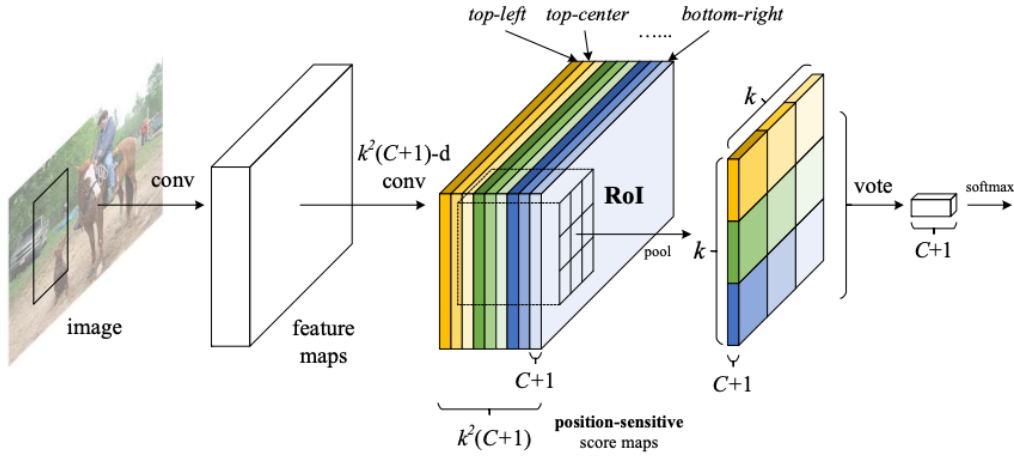 top-left top-center bottom-right
......
k
k²(C+1)-d
conv
conv
RoI
vote
softmax
k
pool
C+1
image
feature
maps
C+1
C+1
k²(C+1)
position-sensitive
score maps